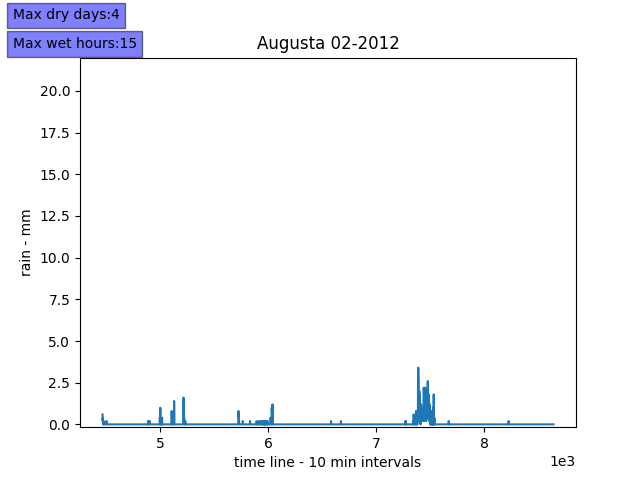 Max dry days:4
Max wet hours:15
Augusta 02-2012
20.0
17.5
15.0
12.5
10.0
7.5
5.0
2.5
0.0
rain - mm
5 6 7 8
1e3
time line - 10 min intervals